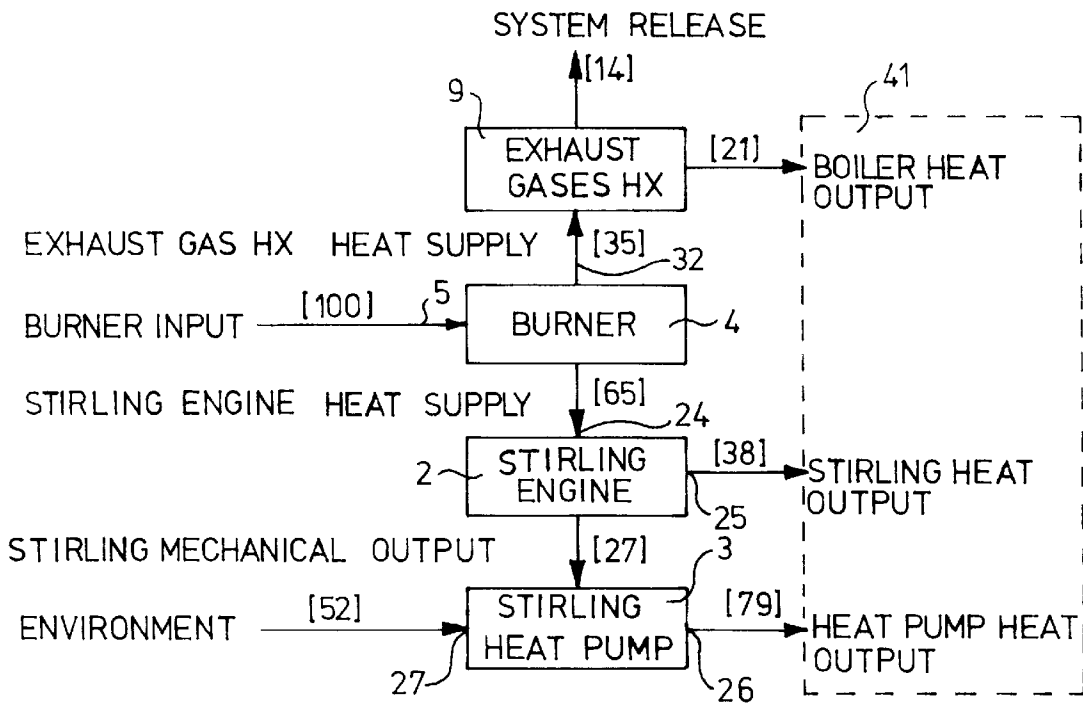 SYSTEM RELEASE
[14]
9
41
EXHAUST
GASES HX
[21]
BOILER HEAT
OUTPUT
EXHAUST GAS HX HEAT SUPPLY
[35]
32
BURNER INPUT
[100]
5
BURNER
4
STIRLING ENGINE HEAT SUPPLY
[65]
24
2
STIRLING
ENGINE
[38]
25
STIRLING HEAT
OUTPUT
STIRLING MECHANICAL OUTPUT
[27]
3
ENVIRONMENT
[52]
27
STIRLING
HEAT PUMP
[79]
26
HEAT PUMP HEAT
OUTPUT